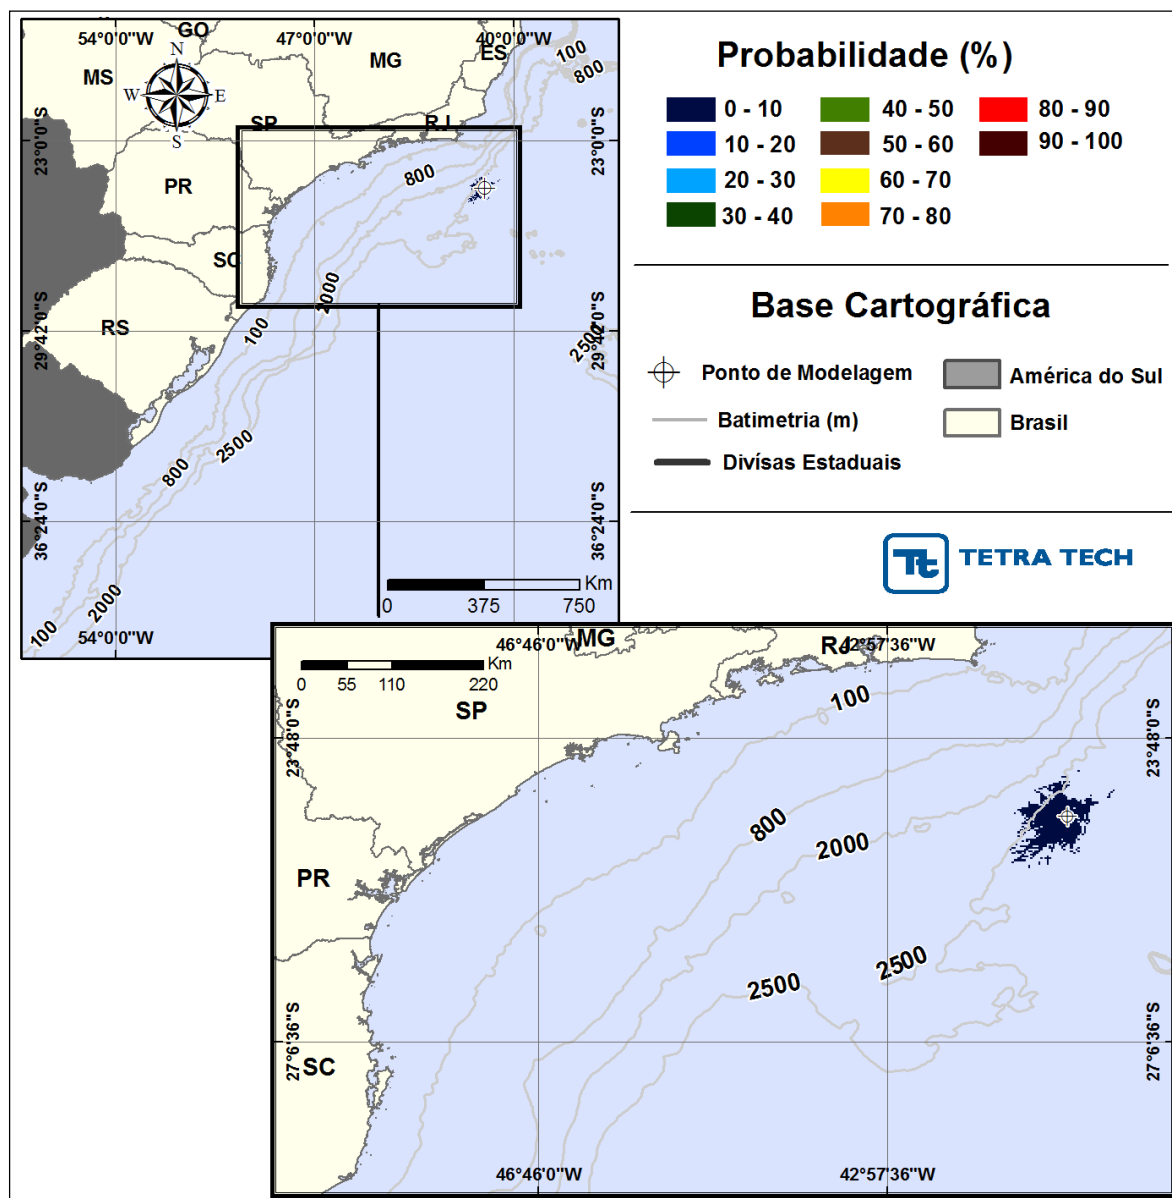 GO
54°0'0"W
47°0'0"W
40°0'0"W
N
W
E
S
MS
MG
ES
100
800
SP
RJ
23°0'0"S
23°0'0"S
PR
800
SC
2000
RS
100
29°42'0"S
29°42'0"S
2500
2500
800
36°24'0"S
36°24'0"S
2000
100
54°0'0"W
Km
0 375 750
Probabilidade (%)
0 - 10
10 - 20
20 - 30
30 - 40
40 - 50
50 - 60
60 - 70
70 - 80
80 - 90
90 - 100
Base Cartográfica
Ponto de Modelagem
Batimetria (m)
Divísas Estaduais
América do Sul
Brasil
Tt TETRA TECH
46°46'0"W
MG
RJ
42°57'36"W
Km
0 55 110 220
SP
100
23°48'0"S
23°48'0"S
800
2000
PR
2500
2500
27°6'36"S
27°6'36"S
SC
46°46'0"W
42°57'36"W